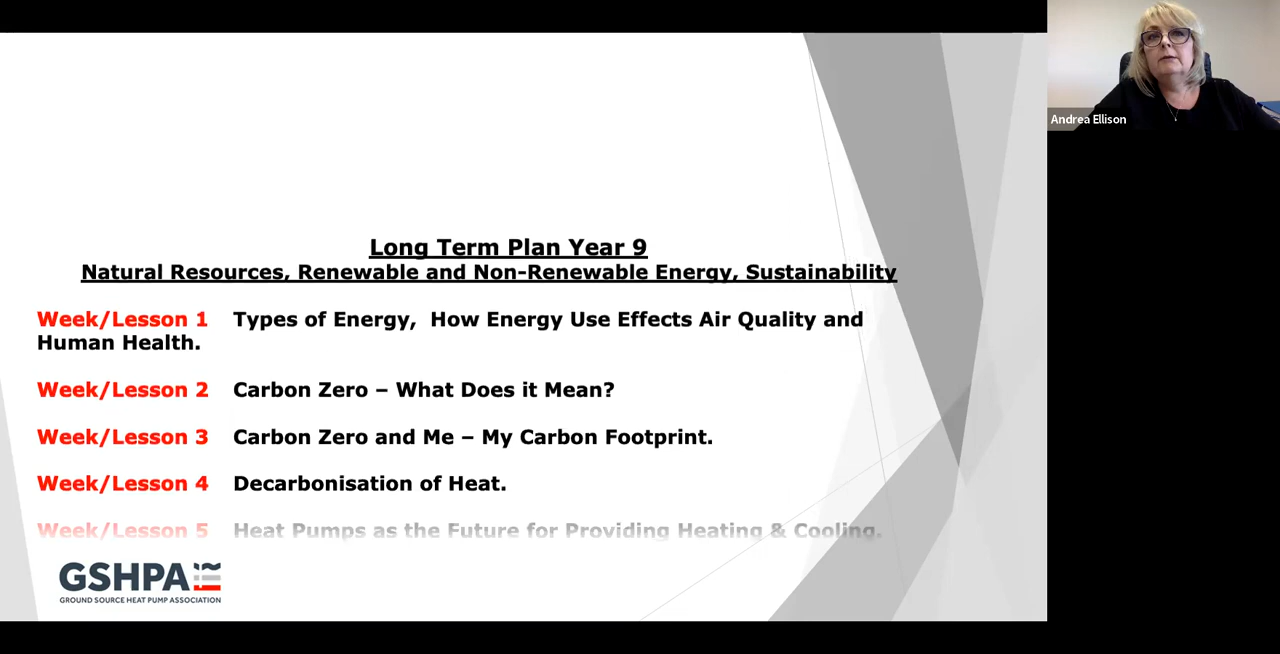 Andrea Ellison
Long Term Plan Year 9
Natural Resources, Renewable and Non-Renewable Energy, Sustainability
Week/Lesson 1 Types of Energy, How Energy Use Effects Air Quality and
Human Health.
Week/Lesson 2 Carbon Zero – What Does it Mean?
Week/Lesson 3 Carbon Zero and Me – My Carbon Footprint.
Week/Lesson 4 Decarbonisation of Heat.
Week/Lesson 5 Heat Pumps as the Future for Providing Heating & Cooling.
GSHPA
GROUND SOURCE HEAT PUMP ASSOCIATION